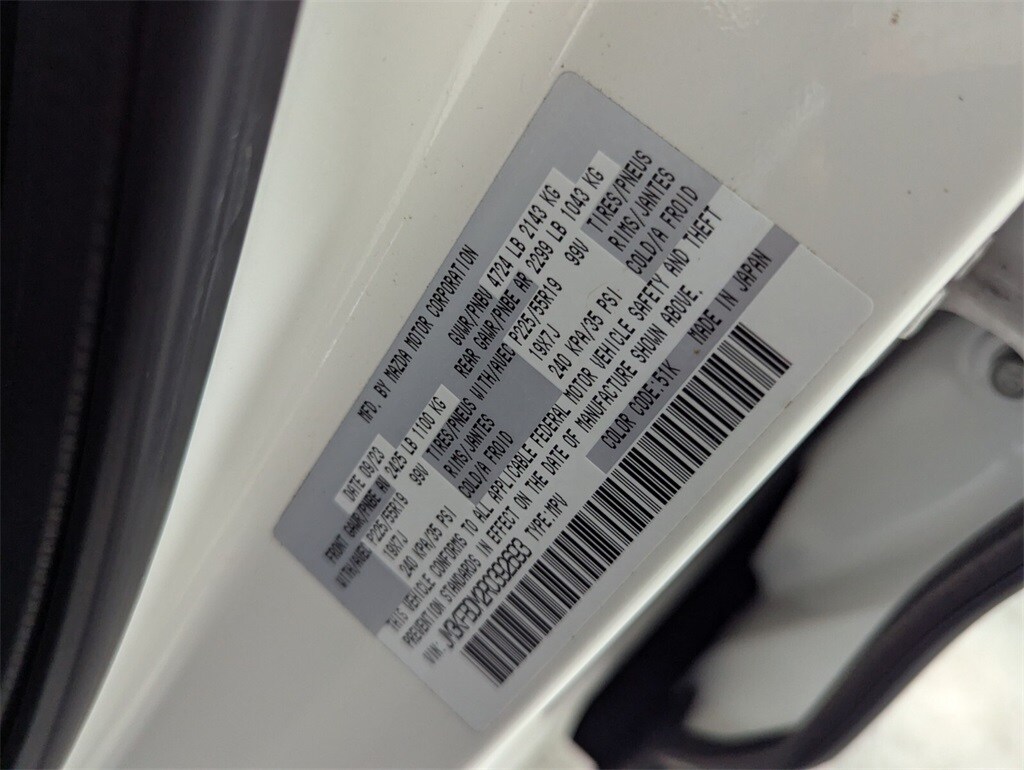 MFD. BY MAZDA MOTOR CORPORATION
DATE 09/23 GVWR/PNBV 4724 LB 2143 KG
FRONT GAWR/PNBE AV 2425 LB 1100 KG REAR GAWR/PNBE AR 2299 LB 1043 KG
WITH/AVEC P225/55R19 99V TIRES/PNEUS WITH/AVEC P225/55R19 99V TIRES/PNEUS
19X7J RIMS/JANTES 19X7J RIMS/JANTES
240 KPA/35 PSI COLD/A FROID 240 KPA/35 PSI COLD/A FROID
THIS VEHICLE CONFORMS TO ALL APPLICABLE FEDERAL MOTOR VEHICLE SAFETY AND THEFT
PREVENTION STANDARDS IN EFFECT ON THE DATE OF MANUFACTURE SHOWN ABOVE.
VIN: TYPE:MPV COLOR CODE:51K MADE IN JAPAN